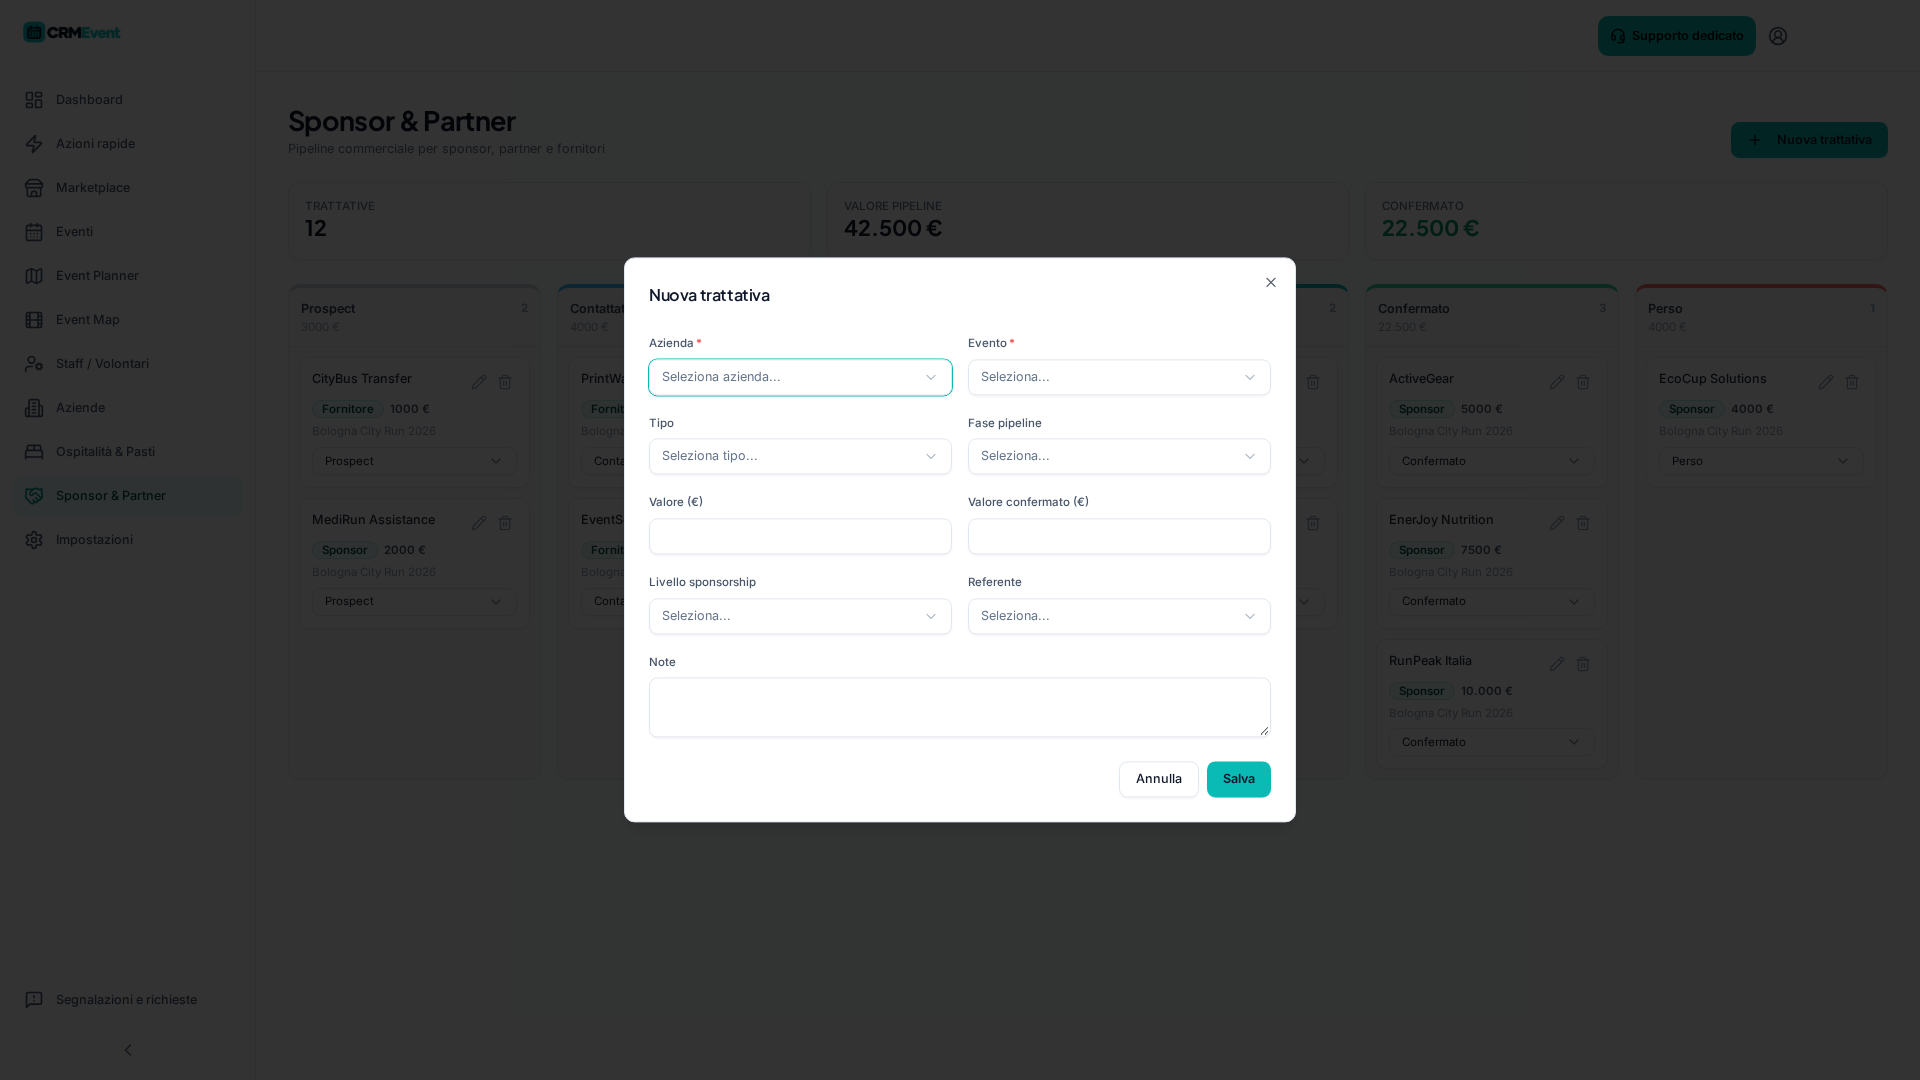 CRMEvent
Supporto dedicato
Dashboard
Azioni rapide
Marketplace
Eventi
Event Planner
Event Map
Staff / Volontari
Aziende
Ospitalità & Pasti
Sponsor & Partner
Impostazioni
Segnalazioni e richieste
Sponsor & Partner
Pipeline commerciale per sponsor, partner e fornitori
Nuova trattativa
TRATTATIVE
12
VALORE PIPELINE
42.500 €
CONFERMATO
22.500 €
Prospect 2
3000 €
CityBus Transfer
Fornitore 1000 €
Bologna City Run 2026
Prospect
MediRun Assistance
Sponsor 2000 €
Bologna City Run 2026
Prospect
4000 €
2
Nuova trattativa
Azienda *
Seleziona azienda...
Evento *
Seleziona...
Tipo
Seleziona tipo...
Fase pipeline
Seleziona...
Valore (€)
Valore confermato (€)
Livello sponsorship
Seleziona...
Referente
Seleziona...
Note
Annulla
Salva
Confermato 3
22.500 €
ActiveGear
Sponsor 5000 €
Bologna City Run 2026
Confermato
EnerJoy Nutrition
Sponsor 7500 €
Bologna City Run 2026
Confermato
RunPeak Italia
Sponsor 10.000 €
Bologna City Run 2026
Confermato
Perso 1
4000 €
EcoCup Solutions
Sponsor 4000 €
Bologna City Run 2026
Perso